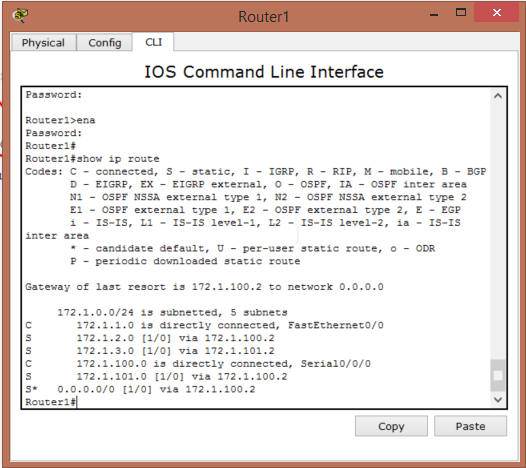 Router1
Physical Config CLI
IOS Command Line Interface
Password:
Router1>ena
Password:
Router1#
Router1#show ip route
Codes: C - connected, S - static, I - IGRP, R - RIP, M - mobile, B - BGP
D - EIGRP, EX - EIGRP external, O - OSPF, IA - OSPF inter area
N1 - OSPF NSSA external type 1, N2 - OSPF NSSA external type 2
E1 - OSPF external type 1, E2 - OSPF external type 2, E - EGP
i - IS-IS, L1 - IS-IS level-1, L2 - IS-IS level-2, ia - IS-IS
inter area
* - candidate default, U - per-user static route, o - ODR
P - periodic downloaded static route
Gateway of last resort is 172.1.100.2 to network 0.0.0.0
172.1.0.0/24 is subnetted, 5 subnets
C 172.1.1.0 is directly connected, FastEthernet0/0
S 172.1.2.0 [1/0] via 172.1.100.2
S 172.1.3.0 [1/0] via 172.1.101.2
C 172.1.100.0 is directly connected, Serial0/0/0
S 172.1.101.0 [1/0] via 172.1.100.2
S* 0.0.0.0/0 [1/0] via 172.1.100.2
Router1#
Copy Paste